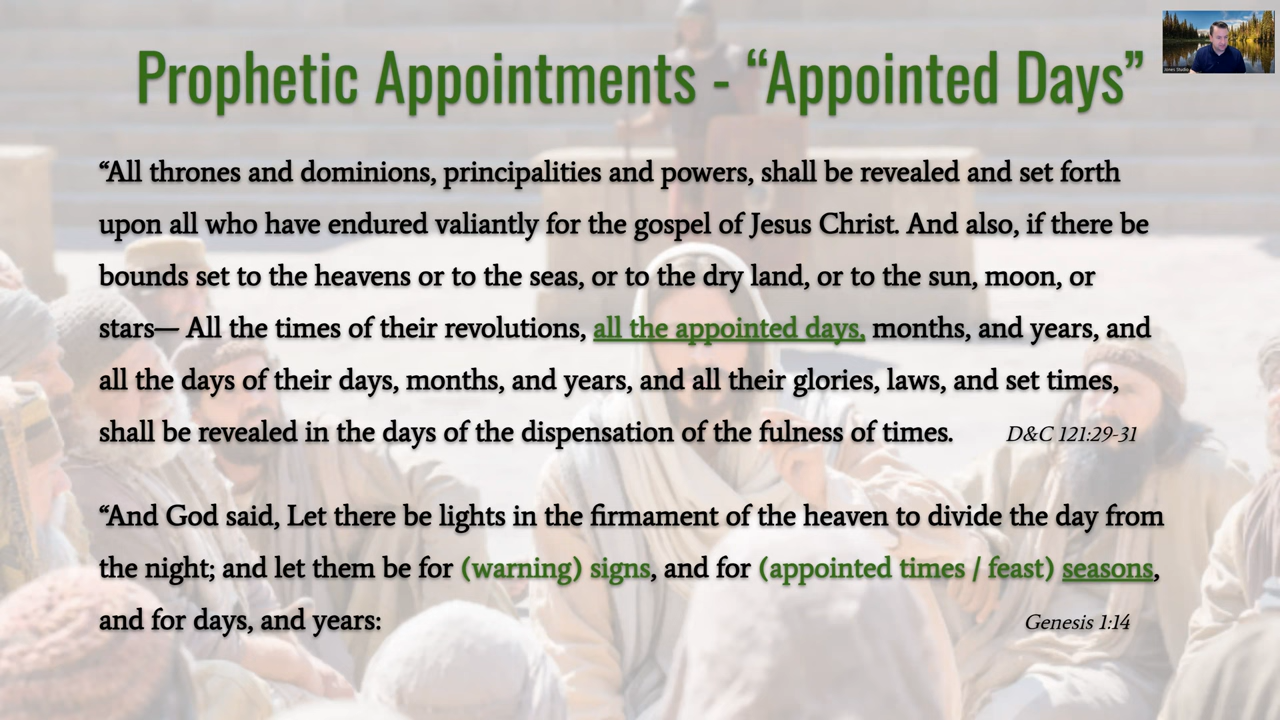 Prophetic Appointments - “Appointed Days”
“All thrones and dominions, principalities and powers, shall be revealed and set forth
upon all who have endured valiantly for the gospel of Jesus Christ. And also, if there be
bounds set to the heavens or to the seas, or to the dry land, or to the sun, moon, or
stars— All the times of their revolutions, all the appointed days, months, and years, and
all the days of their days, months, and years, and all their glories, laws, and set times,
shall be revealed in the days of the dispensation of the fulness of times. D&C 121:29-31
“And God said, Let there be lights in the firmament of the heaven to divide the day from
the night; and let them be for (warning) signs, and for (appointed times / feast) seasons,
and for days, and years: Genesis 1:14